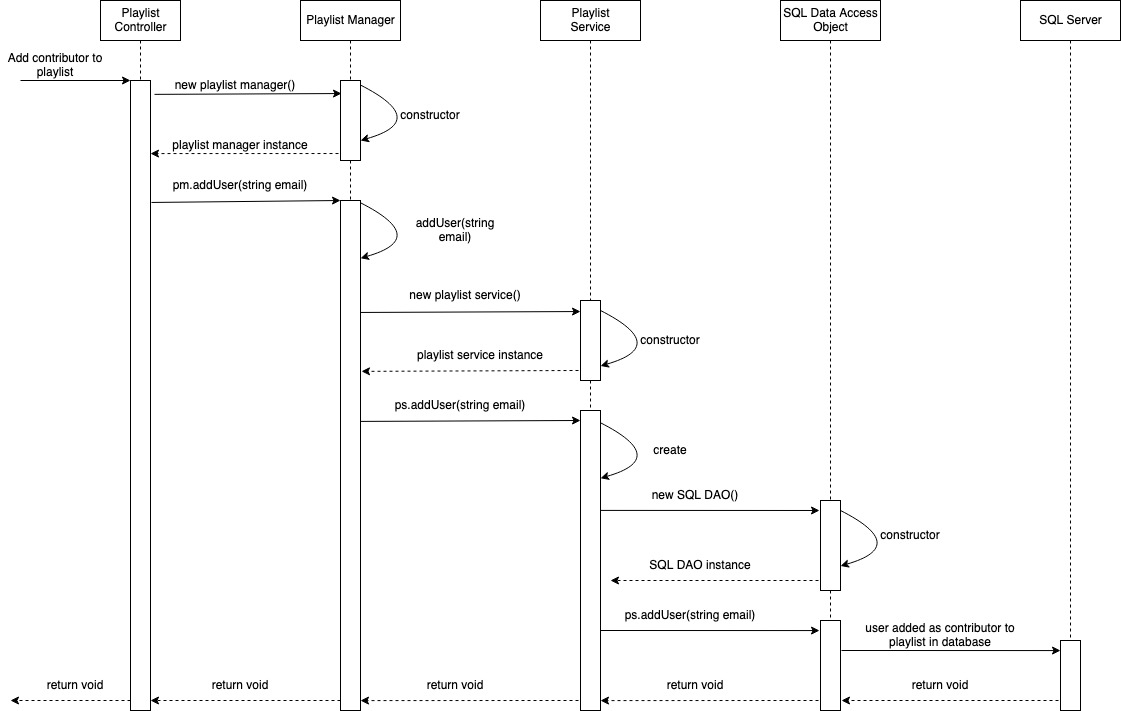 Playlist
Controller
Playlist Manager
Playlist
Service
SQL Data Access
Object
SQL Server
Add contributor to
playlist
new playlist manager()
constructor
playlist manager instance
pm.addUser(string email)
addUser(string
email)
new playlist service()
constructor
playlist service instance
ps.addUser(string email)
create
new SQL DAO()
constructor
SQL DAO instance
ps.addUser(string email)
user added as contributor to
playlist in database
return void
return void
return void
return void
return void